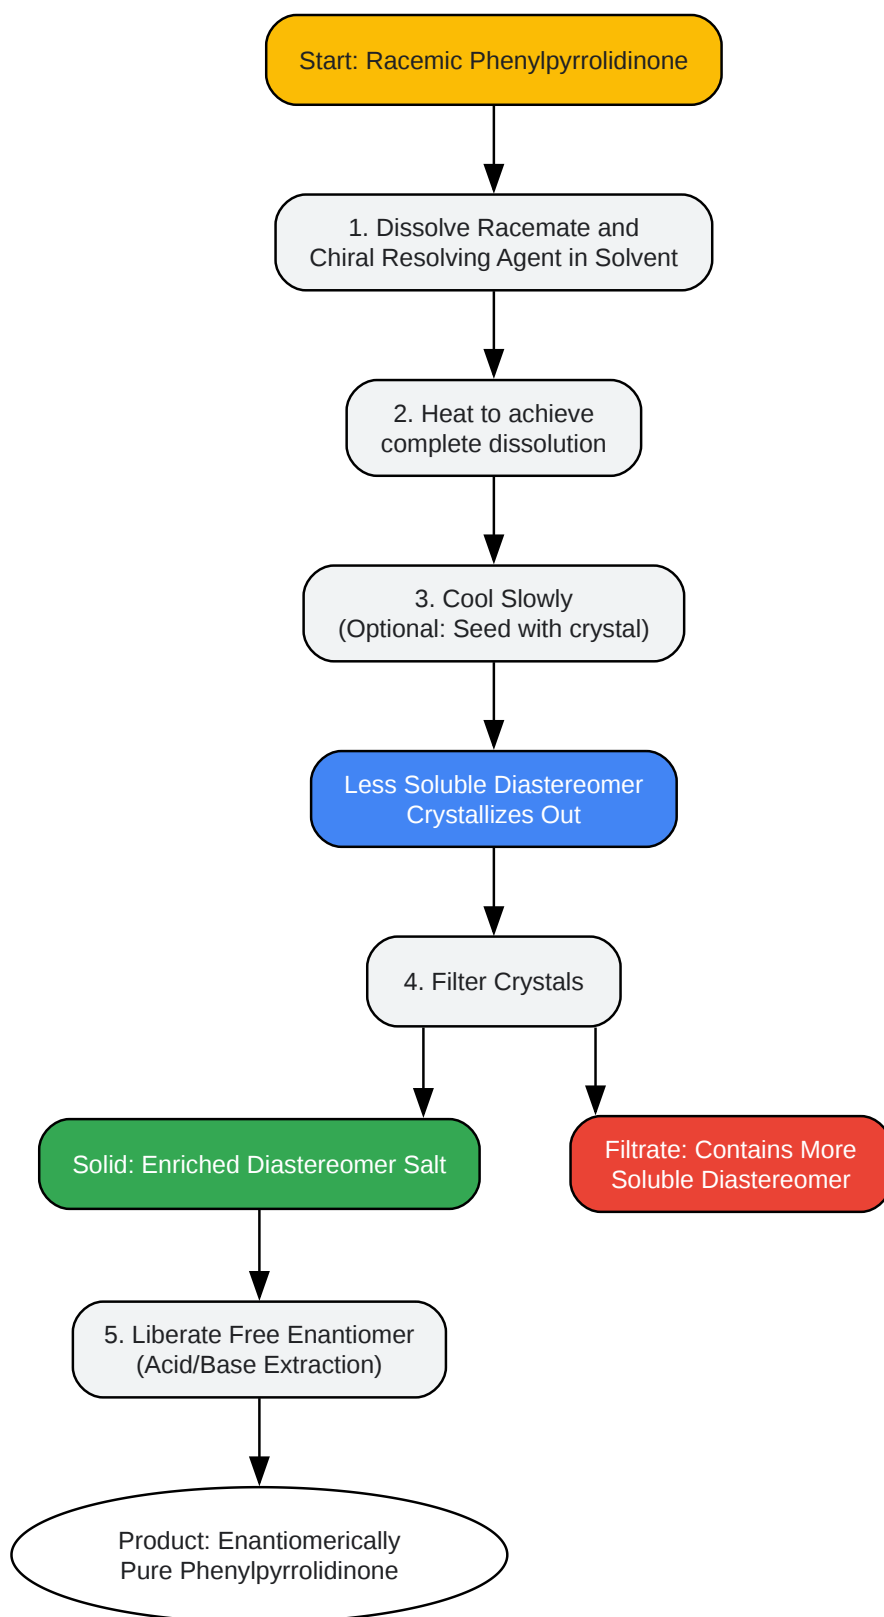 Start: Racemic Phenylpyrrolidinone
1. Dissolve Racemate and
Chiral Resolving Agent in Solvent
2. Heat to achieve
complete dissolution
3. Cool Slowly
(Optional: Seed with crystal)
Less Soluble Diastereomer
Crystallizes Out
4. Filter Crystals
Solid: Enriched Diastereomer Salt
Filtrate: Contains More
Soluble Diastereomer
5. Liberate Free Enantiomer
(Acid/Base Extraction)
Product: Enantiomerically
Pure Phenylpyrrolidinone